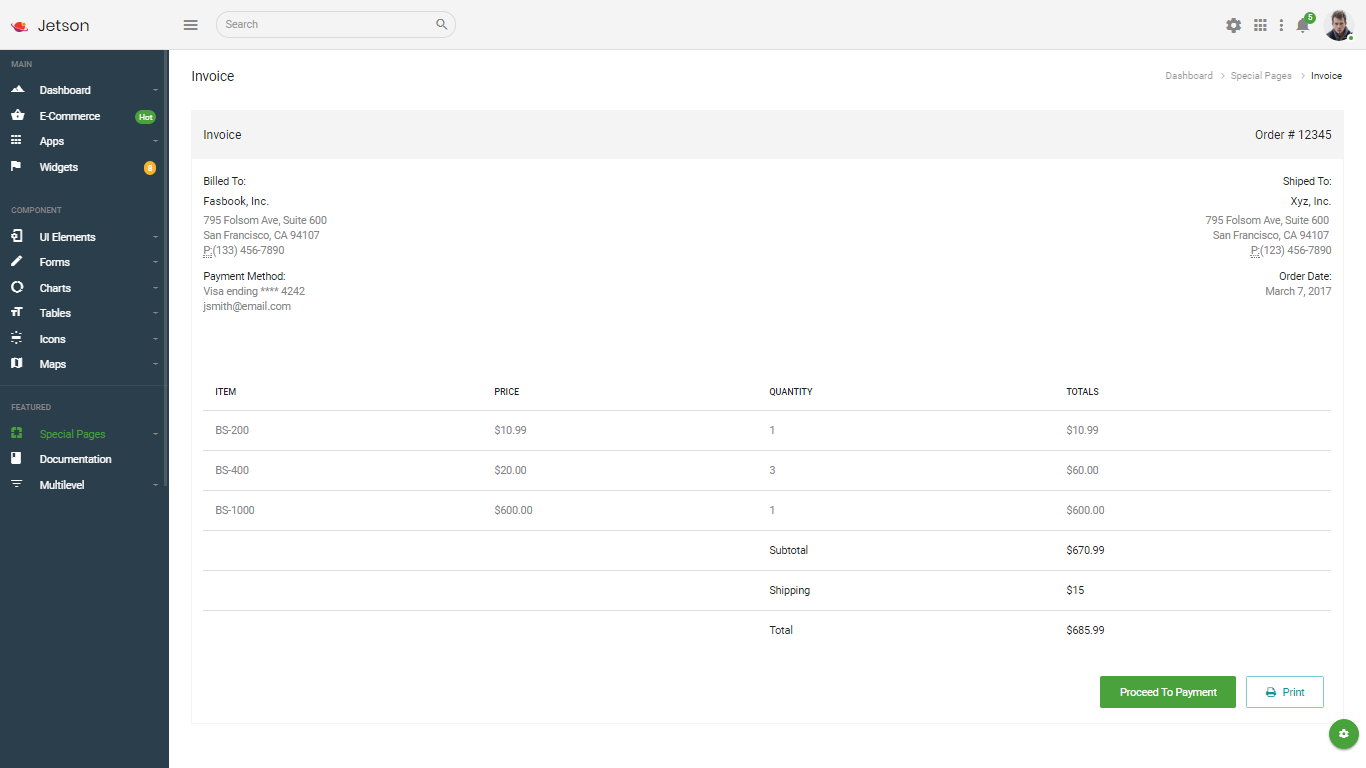 Jetson
Search
5
MAIN
Dashboard
E-Commerce Hot
Apps
Widgets 8
COMPONENT
UI Elements
Forms
Charts
Tables
Icons
Maps
FEATURED
Special Pages
Documentation
Multilevel
Invoice
Dashboard > Special Pages > Invoice
Invoice Order # 12345
Billed To:
Fasbook, Inc.
795 Folsom Ave, Suite 600
San Francisco, CA 94107
P:(133) 456-7890
Payment Method:
Visa ending **** 4242
jsmith@email.com
Shiped To:
Xyz, Inc.
795 Folsom Ave, Suite 600
San Francisco, CA 94107
P:(123) 456-7890
Order Date:
March 7, 2017
ITEM PRICE QUANTITY TOTALS
BS-200 $10.99 1 $10.99
BS-400 $20.00 3 $60.00
BS-1000 $600.00 1 $600.00
Subtotal $670.99
Shipping $15
Total $685.99
Proceed To Payment Print